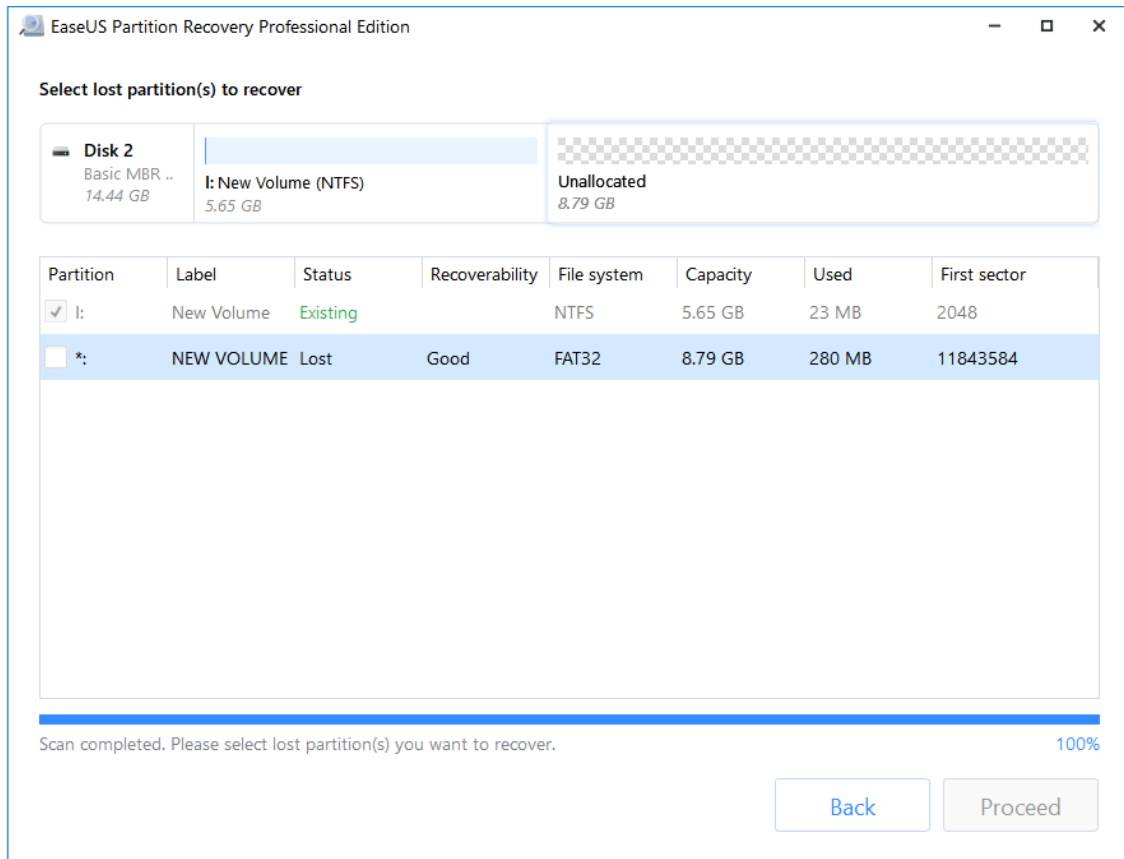 EaseUS Partition Recovery Professional Edition
Select lost partition(s) to recover
Disk 2
Basic MBR ..
14.44 GB
I: New Volume (NTFS)
5.65 GB
Unallocated
8.79 GB
Partition Label Status Recoverability File system Capacity Used First sector
I: New Volume Existing NTFS 5.65 GB 23 MB 2048
*: NEW VOLUME Lost Good FAT32 8.79 GB 280 MB 11843584
Scan completed. Please select lost partition(s) you want to recover. 100%
Back Proceed